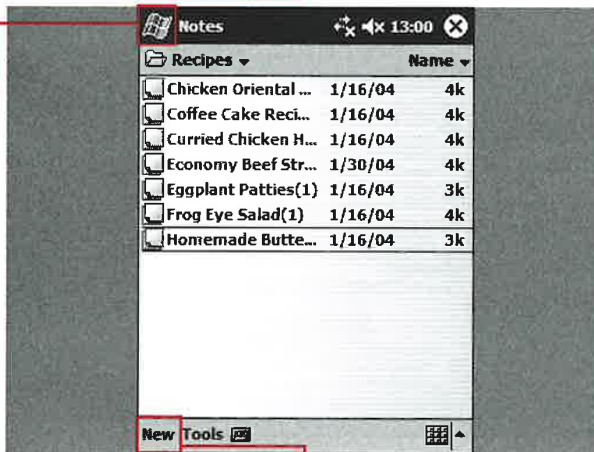 Notes 13:00
Recipes Name
Chicken Oriental ... 1/16/04 4k
Coffee Cake Reci... 1/16/04 4k
Curried Chicken H... 1/16/04 4k
Economy Beef Str... 1/30/04 4k
Eggplant Patties(1) 1/16/04 3k
Frog Eye Salad(1) 1/16/04 4k
Homemade Butte... 1/16/04 3k
New Tools